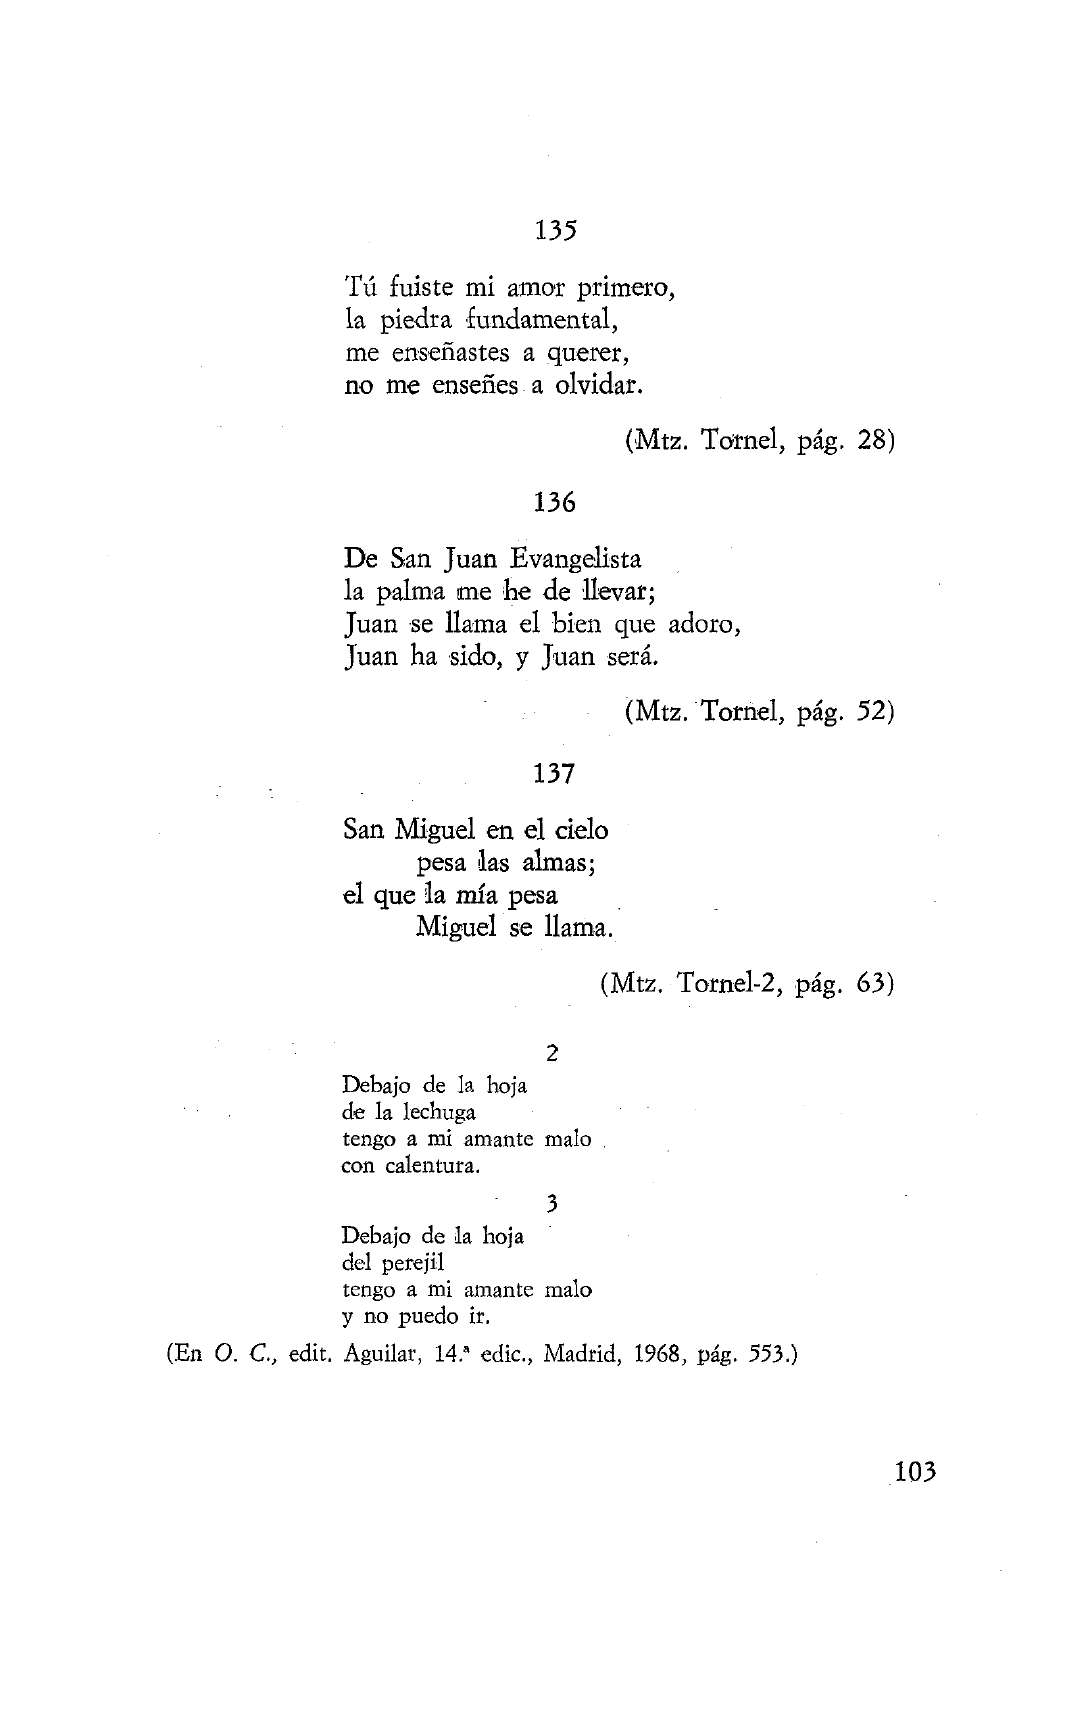 135
Tú fuiste mi amor primero,
la piedra fundamental,
me enseñastes a querer,
no me enseñes a olvidar.
(Mtz. Tornel, pág. 28)
136
De San Juan Evangelista
la palma me he de llevar;
Juan se llama el bien que adoro,
Juan ha sido, y Juan será.
(Mtz. Tornel, pág. 52)
137
San Miguel en el cielo
pesa las almas;
el que la mía pesa
Miguel se llama.
(Mtz. Tornel-2, pág. 63)
2
Debajo de la hoja
de la lechuga
tengo a mi amante malo
con calentura.
3
Debajo de la hoja
del perejil
tengo a mi amante malo
y no puedo ir.
(En O. C., edit. Aguilar, 14.ª edic., Madrid, 1968, pág. 553.)
103